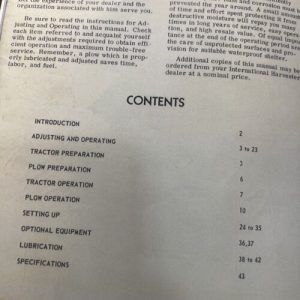 the experience of your dealer and the
organization associated with him serve you.
Be sure to read the instructions for Ad-
justing and Operating in this manual. Check
each item referred to and acquaint yourself
with the adjustments required to obtain effi-
cient operation and maximum trouble-free
service. Remember, a plow which is prop-
erly lubricated and adjusted saves time,
labor, and fuel.
and corrosion may
prevented the year around. A small amount
of time and effort spent protecting it from
destructive moisture will repay you many
times in long years of service, easy opera-
tion, and high resale value. Of equal impor-
tance at the end of the operating period is
the care of unprotected surfaces and pro-
vision for suitable waterproof shelter.
Additional copies of this manual may be
ordered from your International Harvester
dealer at a nominal price.
CONTENTS
INTRODUCTION 2
ADJUSTING AND OPERATING 3 to 23
TRACTOR PREPARATION 3
PLOW PREPARATION 6
TRACTOR OPERATION 7
PLOW OPERATION 10
SETTING UP 24 to 35
OPTIONAL EQUIPMENT 36,37
LUBRICATION 38 to 42
SPECIFICATIONS 43